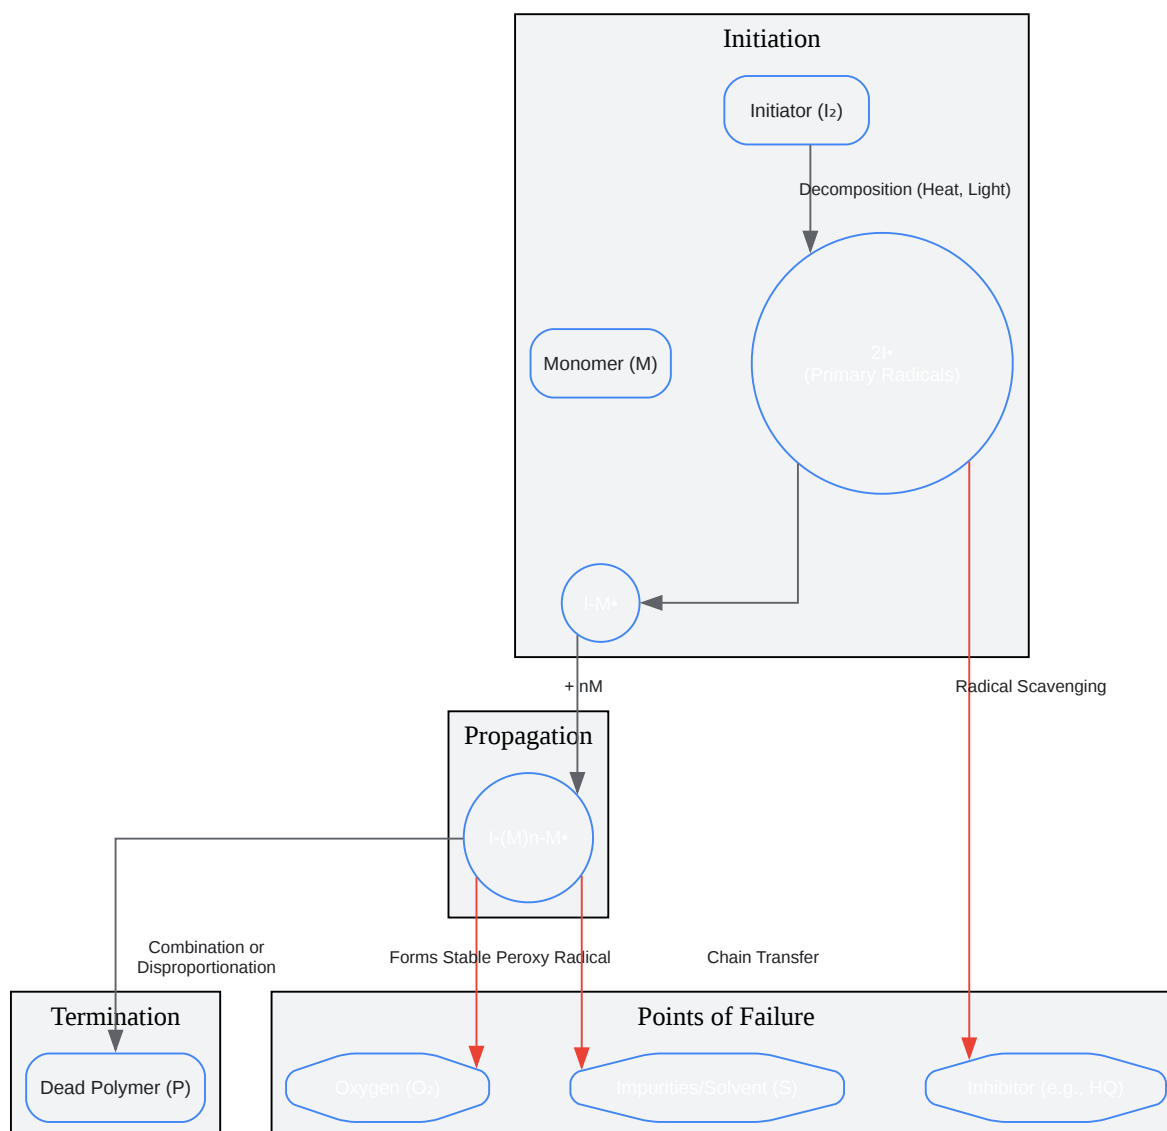 Initiation
Initiator (I₂)
Decomposition (Heat, Light)
Monomer (M)
2I•
(Primary Radicals)
I-M•
+ nM
Radical Scavenging
Propagation
I-(M)n-M•
Combination or
Disproportionation
Forms Stable Peroxy Radical
Chain Transfer
Termination
Points of Failure
Dead Polymer (P)
Oxygen (O₂)
Impurities/Solvent (S)
Inhibitor (e.g., HQ)